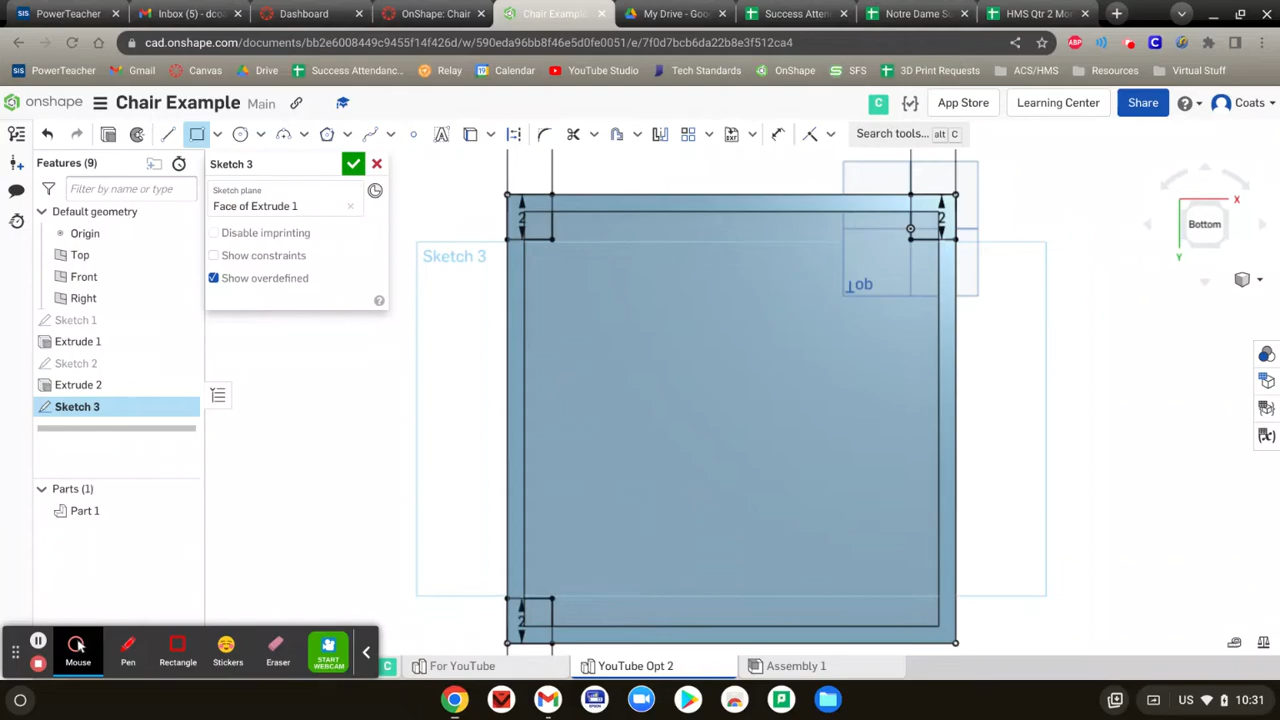 PowerTeacher
Inbox (5) - dcoa
Dashboard
OnShape: Chair
Chair Example
My Drive - Goo
Success Atten
Notre Dame S
HMS Qtr 2 Mo
cad.onshape.com/documents/bb2e6008449c9455f14f426d/w/590eda96bb8f46e5d0fe0051/e/7f0d7bcb6da22b8e3f512ca4
PowerTeacher
Gmail
Canvas
Drive
Success Attendanc...
Relay
Calendar
YouTube Studio
Tech Standards
OnShape
SFS
3D Print Requests
ACS/HMS
Resources
Virtual Stuff
onshape
Chair Example
Main
App Store
Learning Center
Share
Coats
Search tools...
alt
C
Features (9)
Sketch 3
Filter by name or type
Sketch plane
Face of Extrude 1
Default geometry
Disable imprinting
Origin
Show constraints
Top
Show overdefined
Front
Right
Sketch 1
Extrude 1
Sketch 2
Extrude 2
Sketch 3
Parts (1)
Part 1
2
2
Sketch 3
Top
2
Bottom
X
Y
Mouse
Pen
Rectangle
Stickers
Eraser
START
WEBCAM
C
For YouTube
YouTube Opt 2
Assembly 1
US
10:31